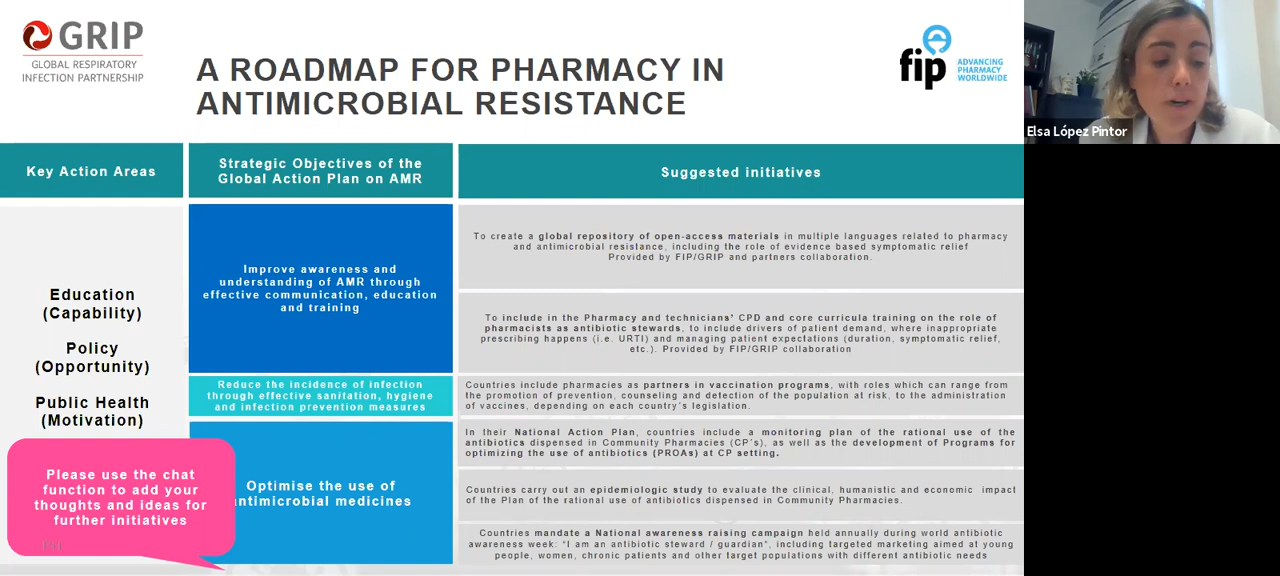 GRIP
GLOBAL RESPIRATORY
INFECTION PARTNERSHIP
A ROADMAP FOR PHARMACY IN
ANTIMICROBIAL RESISTANCE
fip
ADVANCING
PHARMACY
WORLDWIDE
Elsa López Pintor
Key Action Areas
Strategic Objectives of the
Global Action Plan on AMR
Suggested initiatives
Education
(Capability)
Policy
(Opportunity)
Public Health
(Motivation)
Improve awareness and
understanding of AMR through
effective communication, education
and training
To create a global repository of open-access materials in multiple languages related to pharmacy
and antimicrobial resistance, including the role of evidence based symptomatic relief
Provided by FIP/GRIP and partners collaboration.
To include in the Pharmacy and technicians' CPD and core curricula training on the role of
pharmacists as antibiotic stewards, to include drivers of patient demand, where inappropriate
prescribing happens (i.e. URTI) and managing patient expectations (duration, symptomatic relief,
etc.). Provided by FIP/GRIP collaboration
Reduce the incidence of infection
through effective sanitation, hygiene
and infection prevention measures
Countries include pharmacies as partners in vaccination programs, with roles which can range from
the promotion of prevention, counseling and detection of the population at risk, to the administration
of vaccines, depending on each country´s legislation.
Optimise the use of
antimicrobial medicines
In their National Action Plan, countries include a monitoring plan of the rational use of the
antibiotics dispensed in Community Pharmacies (CP´s), as well as the development of Programs for
optimizing the use of antibiotics (PROAs) at CP setting.
Countries carry out an epidemiologic study to evaluate the clinical, humanistic and economic impact
of the Plan of the rational use of antibiotics dispensed in Community Pharmacies.
Countries mandate a National awareness raising campaign held annually during world antibiotic
awareness week: "I am an antibiotic steward / guardian", including targeted marketing aimed at young
people, women, chronic patients and other target populations with different antibiotic needs
Please use the chat
function to add your
thoughts and ideas for
further initiatives